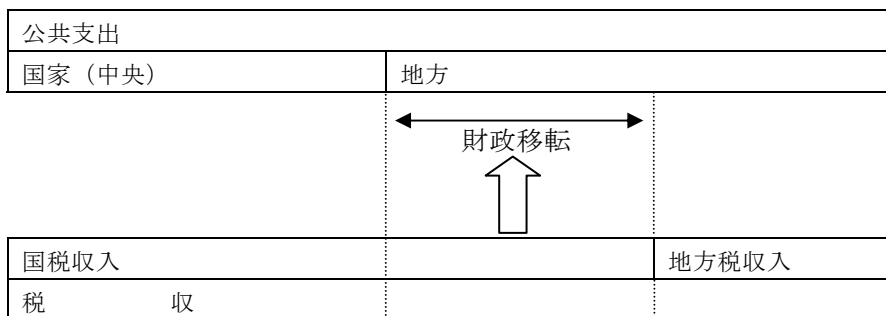 公共支出
国家（中央）
地方
財政移転
国税収入
地方税収入
税　　　　収